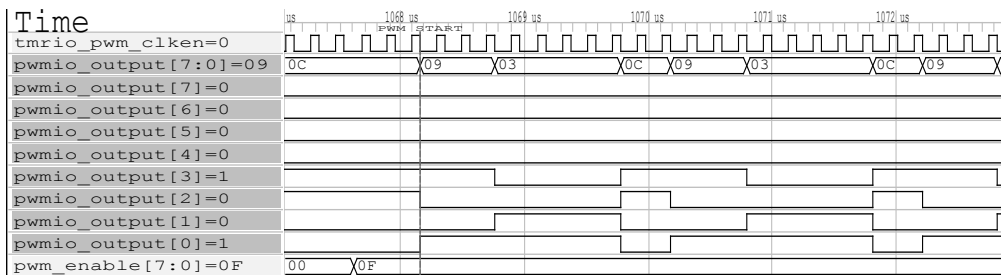 Time us 1068 us 1069 us 1070 us 1071 us 1072 us
PWM START
tmrio_pwm_clken=0
pwmio_output[7:0]=09 0C 09 03 0C 09 03 0C 09
pwmio_output[7]=0
pwmio_output[6]=0
pwmio_output[5]=0
pwmio_output[4]=0
pwmio_output[3]=1
pwmio_output[2]=0
pwmio_output[1]=0
pwmio_output[0]=1
pwm_enable[7:0]=0F 00 0F